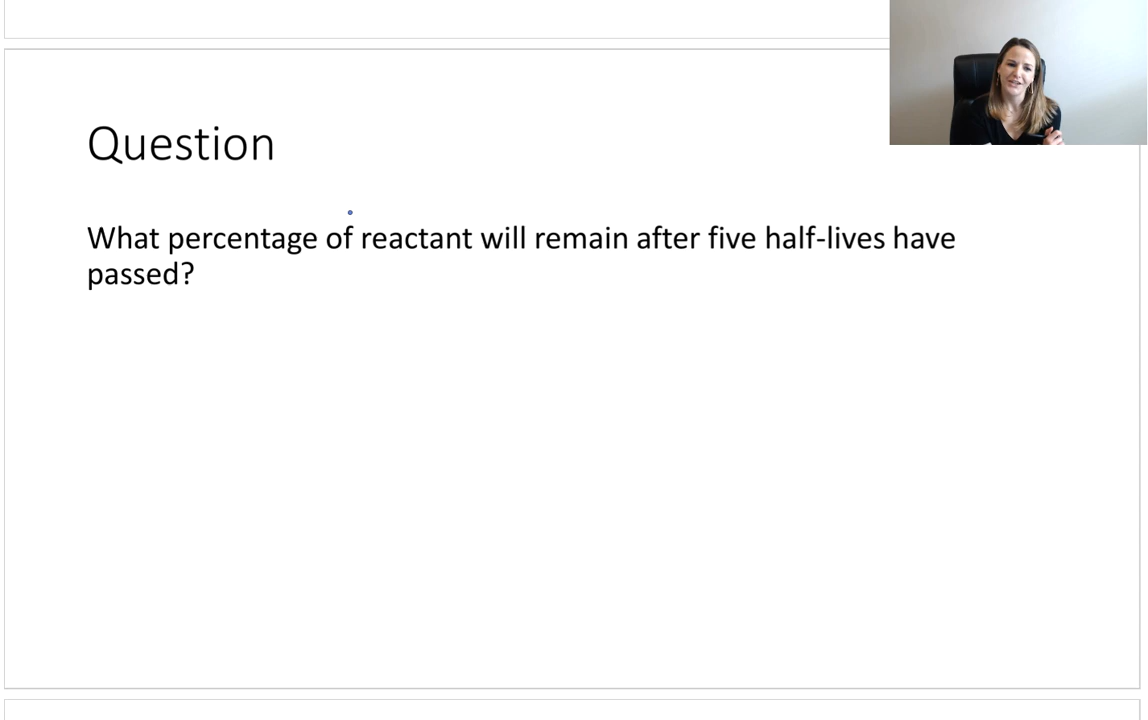 Question
What percentage of reactant will remain after five half-lives have
passed?